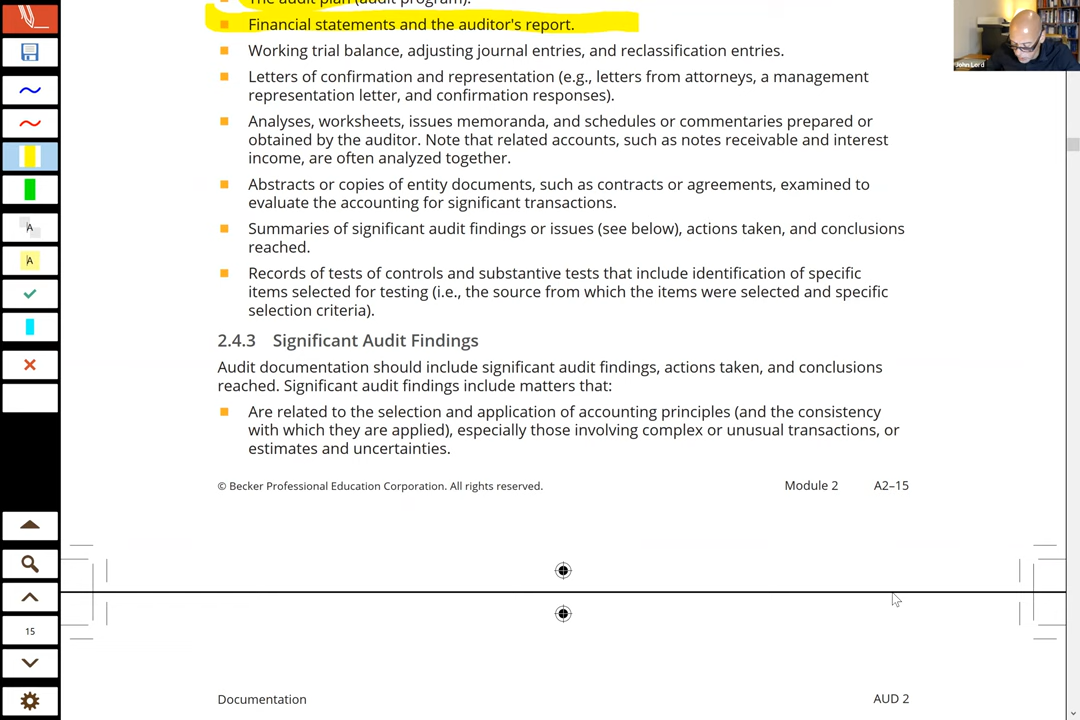 The audit plan (audit program).
Financial statements and the auditor's report.
Working trial balance, adjusting journal entries, and reclassification entries.
Letters of confirmation and representation (e.g., letters from attorneys, a management
representation letter, and confirmation responses).
Analyses, worksheets, issues memoranda, and schedules or commentaries prepared or
obtained by the auditor. Note that related accounts, such as notes receivable and interest
income, are often analyzed together.
Abstracts or copies of entity documents, such as contracts or agreements, examined to
evaluate the accounting for significant transactions.
Summaries of significant audit findings or issues (see below), actions taken, and conclusions
reached.
Records of tests of controls and substantive tests that include identification of specific
items selected for testing (i.e., the source from which the items were selected and specific
selection criteria).
2.4.3 Significant Audit Findings
Audit documentation should include significant audit findings, actions taken, and conclusions
reached. Significant audit findings include matters that:
Are related to the selection and application of accounting principles (and the consistency
with which they are applied), especially those involving complex or unusual transactions, or
estimates and uncertainties.
© Becker Professional Education Corporation. All rights reserved.
Module 2 A2–15
Documentation
AUD 2
John Lord
A
A
15